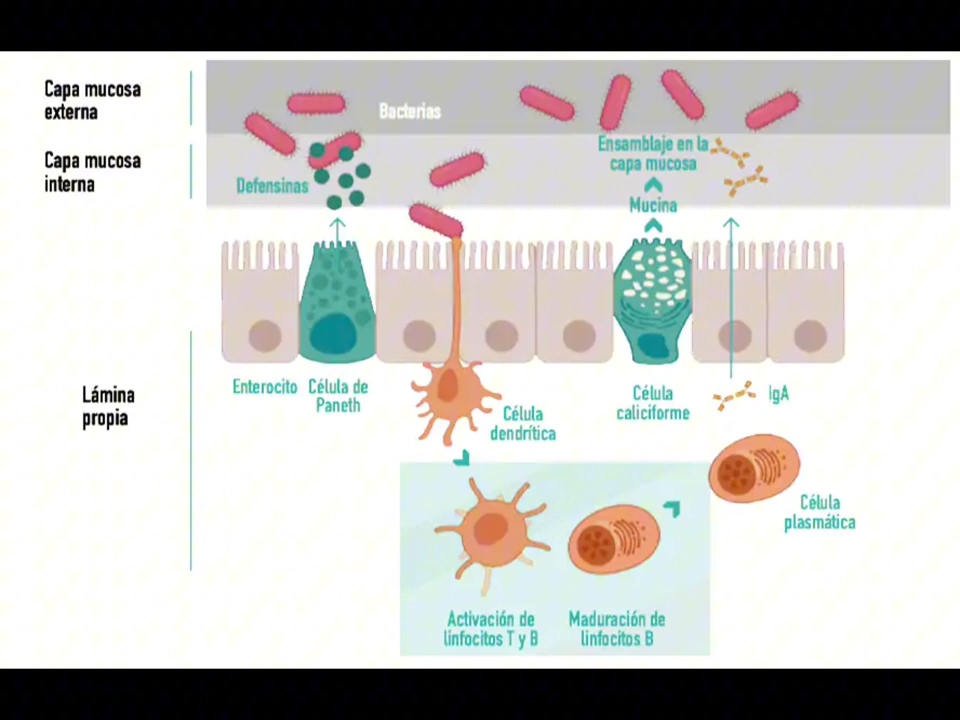 Capa mucosa
externa
Bacterias
Capa mucosa
interna
Defensinas
Ensamblaje en la
capa mucosa
Mucina
Lámina
propia
Enterocito
Célula de
Paneth
Célula
dendrítica
Célula
caliciforme
IgA
Célula
plasmática
Activación de
linfocitos T y B
Maduración de
linfocitos B